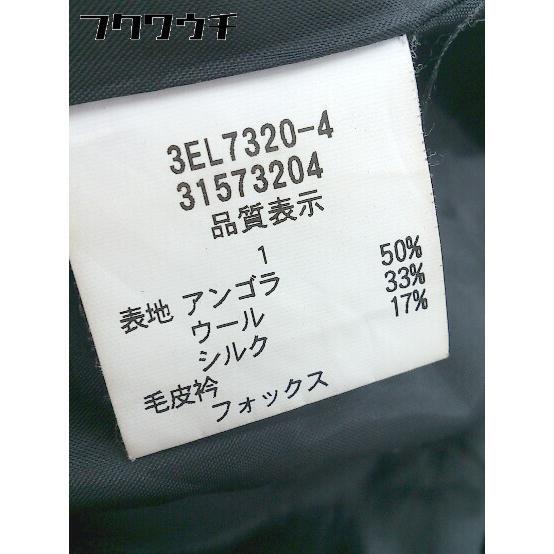 フクワウチ
3EL7320-4
31573204
品質表示
1
表地 アンゴラ 50%
ウール 33%
シルク 17%
毛皮衿
フォックス